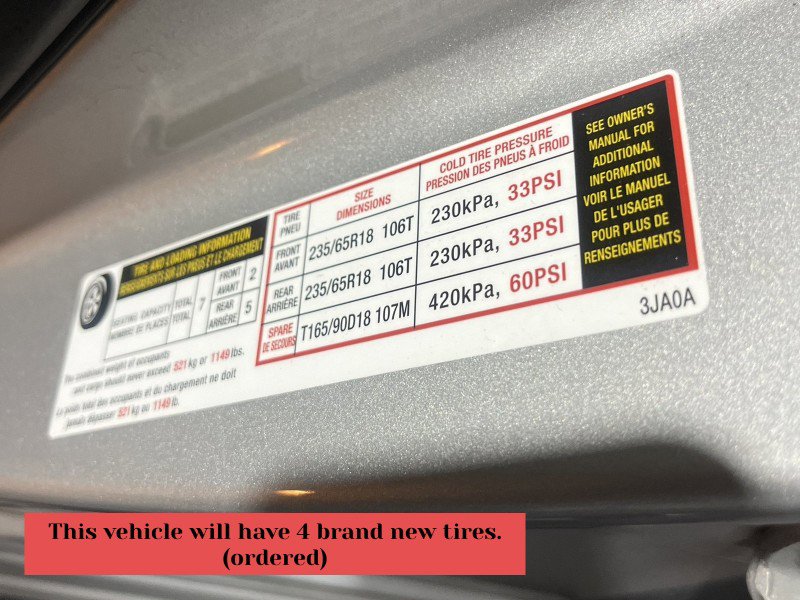 TIRE AND LOADING INFORMATION
RENSEIGNEMENTS SUR LES PNEUS ET LE CHARGEMENT
SEATING CAPACITY
NOMBRE DE PLACES
TOTAL
TOTAL
7
FRONT
AVANT
2
REAR
ARRIÈRE
5
The combined weight of occupants
and cargo should never exceed 521 kg or 1149 lbs.
Le poids total des occupants et du chargement ne doit
jamais dépasser 521 kg ou 1149 lb.
TIRE
PNEU
SIZE
DIMENSIONS
COLD TIRE PRESSURE
PRESSION DES PNEUS À FROID
FRONT
AVANT
235/65R18 106T
230kPa, 33PSI
REAR
ARRIÈRE
235/65R18 106T
230kPa, 33PSI
SPARE
DE SECOURS
T165/90D18 107M
420kPa, 60PSI
SEE OWNER'S
MANUAL FOR
ADDITIONAL
INFORMATION
VOIR LE MANUEL
DE L'USAGER
POUR PLUS DE
RENSEIGNEMENTS
3JA0A
This vehicle will have 4 brand new tires.
(ordered)